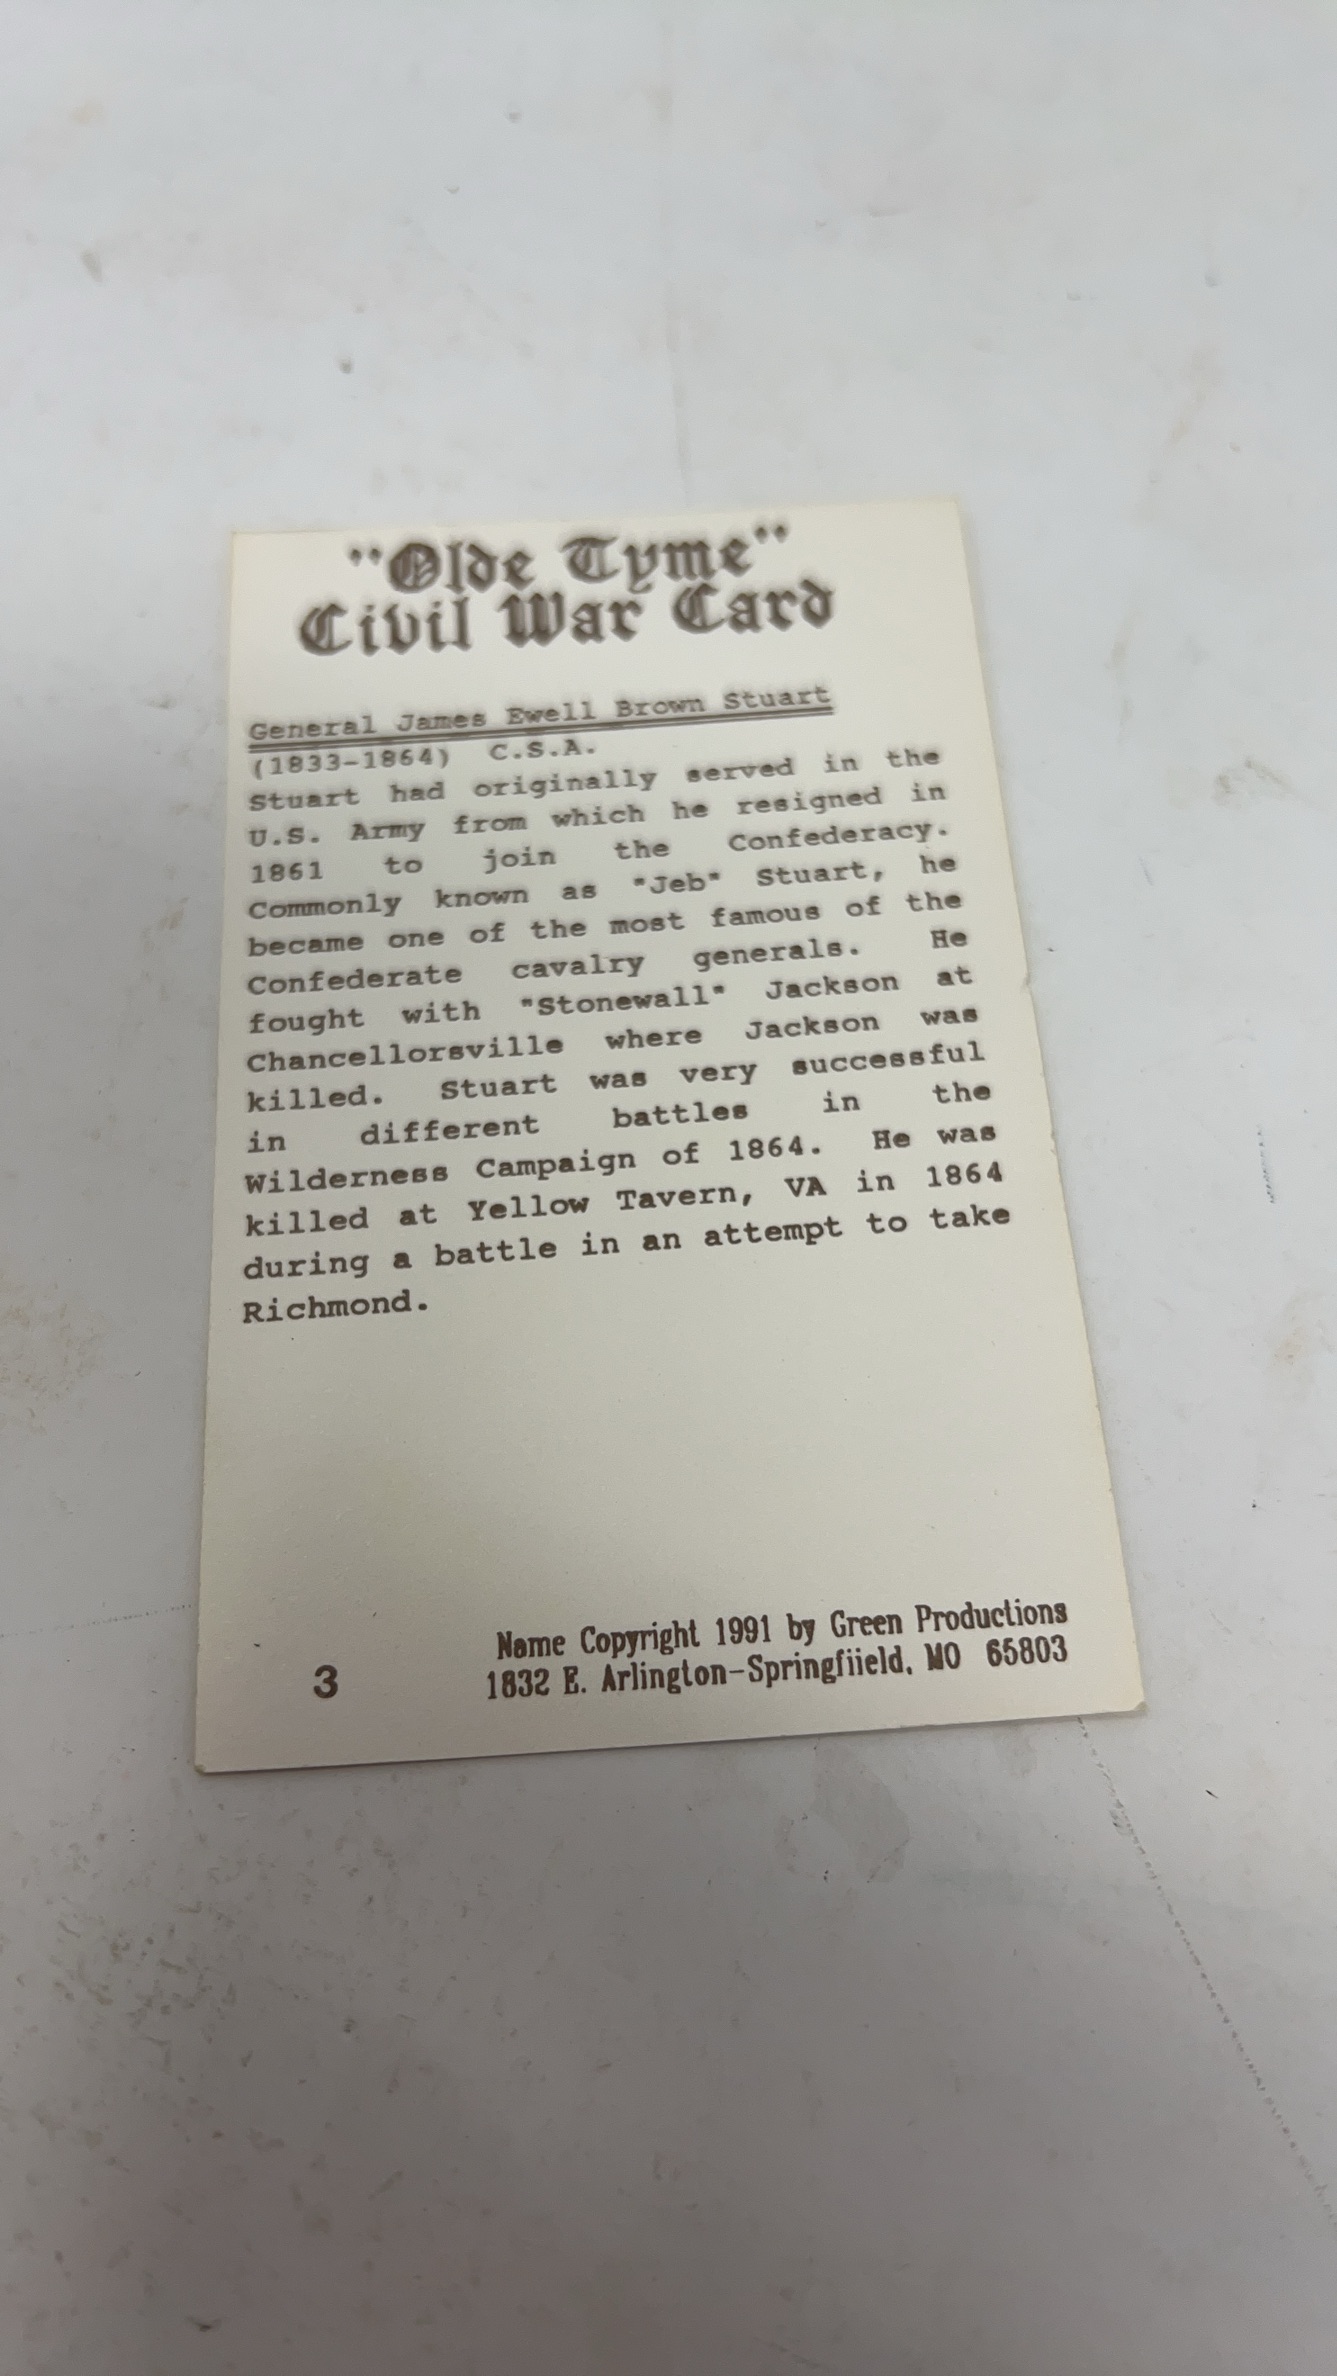 "Olde Tyme"
Civil War Card
General James Ewell Brown Stuart
(1833-1864) C.S.A.
Stuart had originally served in the
U.S. Army from which he resigned in
1861 to join the Confederacy.
Commonly known as "Jeb" Stuart, he
became one of the most famous of the
Confederate cavalry generals. He
fought with "Stonewall" Jackson at
Chancellorsville where Jackson was
killed. Stuart was very successful
in different battles in the
Wilderness Campaign of 1864. He was
killed at Yellow Tavern, VA in 1864
during a battle in an attempt to take
Richmond.
Name Copyright 1991 by Green Productions
1832 E. Arlington-Springfiield, MO 65803
3